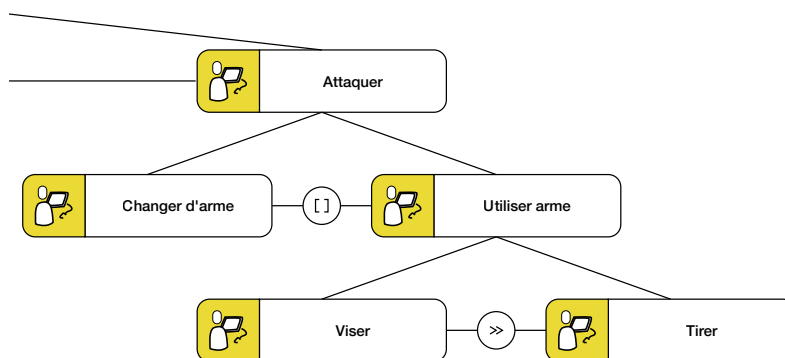 Attaquer
Changer d'arme
[ ]
Utiliser arme
Viser
≫
Tirer